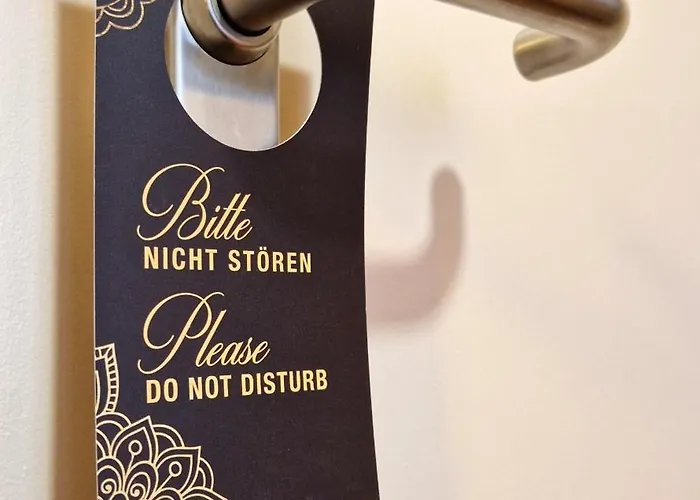 Bitte
NICHT STÖREN
Please
DO NOT DISTURB